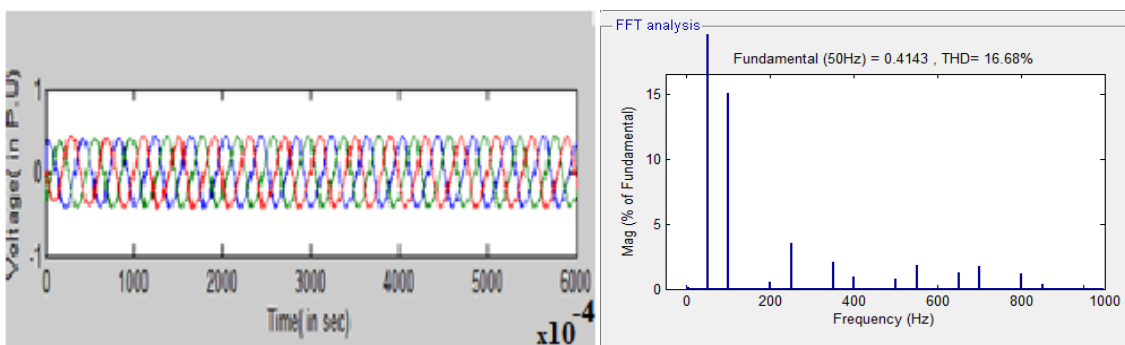 Voltage( in P.U)
1
0
-1
0 1000 2000 3000 4000 5000 6000
Time( in sec)
x10-4
FFT analysis
Fundamental (50Hz) = 0.4143 , THD= 16.68%
Mag (% of Fundamental)
15
10
5
0
0 200 400 600 800 1000
Frequency (Hz)